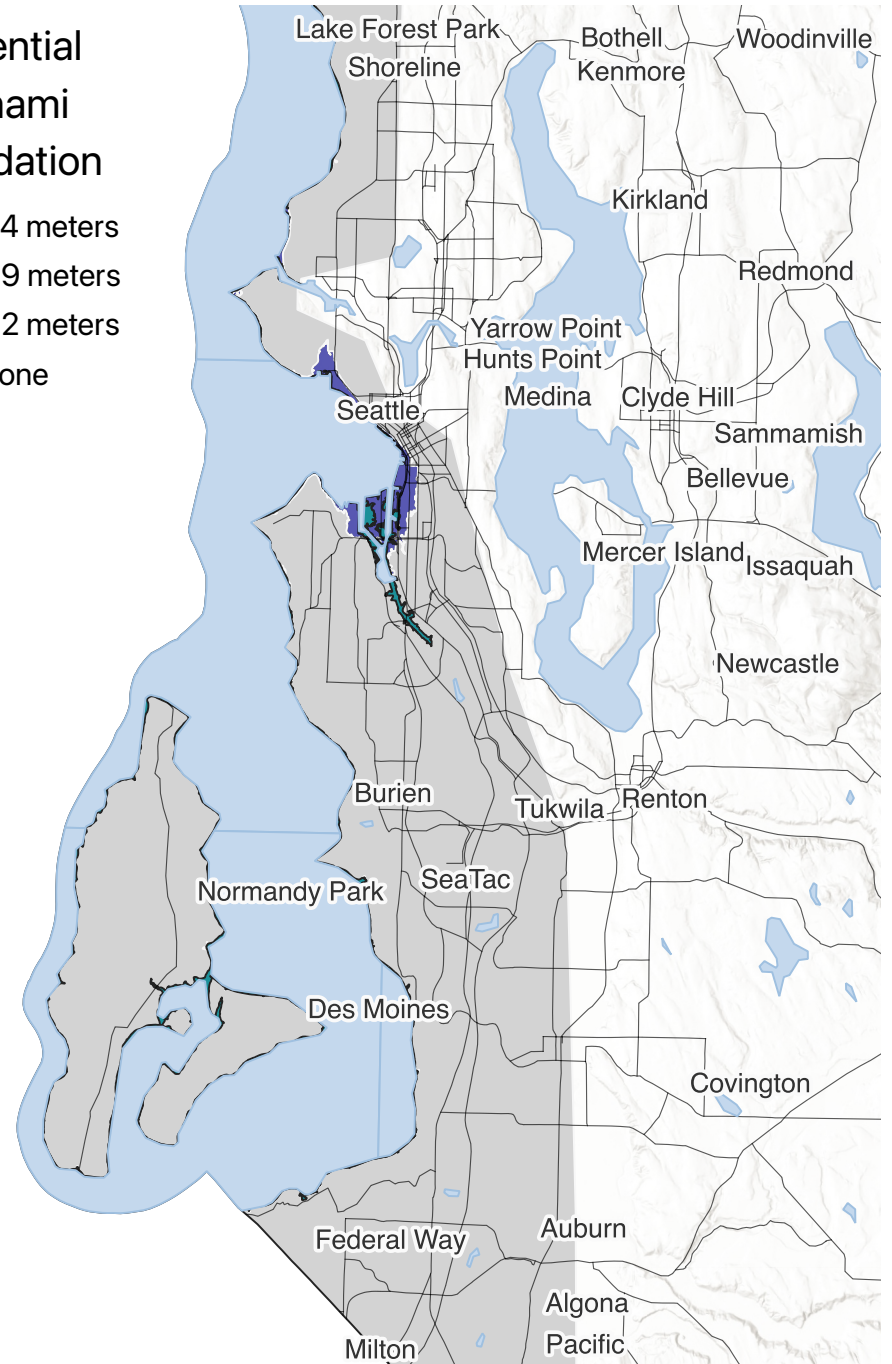 ential
nami
dation
4 meters
9 meters
2 meters
one
Lake Forest Park
Bothell
Woodinville
Shoreline
Kenmore
Kirkland
Redmond
Yarrow Point
Hunts Point
Medina
Clyde Hill
Seattle
Sammamish
Bellevue
Mercer Island
Issaquah
Newcastle
Burien
Tukwila
Renton
SeaTac
Normandy Park
Des Moines
Covington
Federal Way
Auburn
Algona
Milton
Pacific